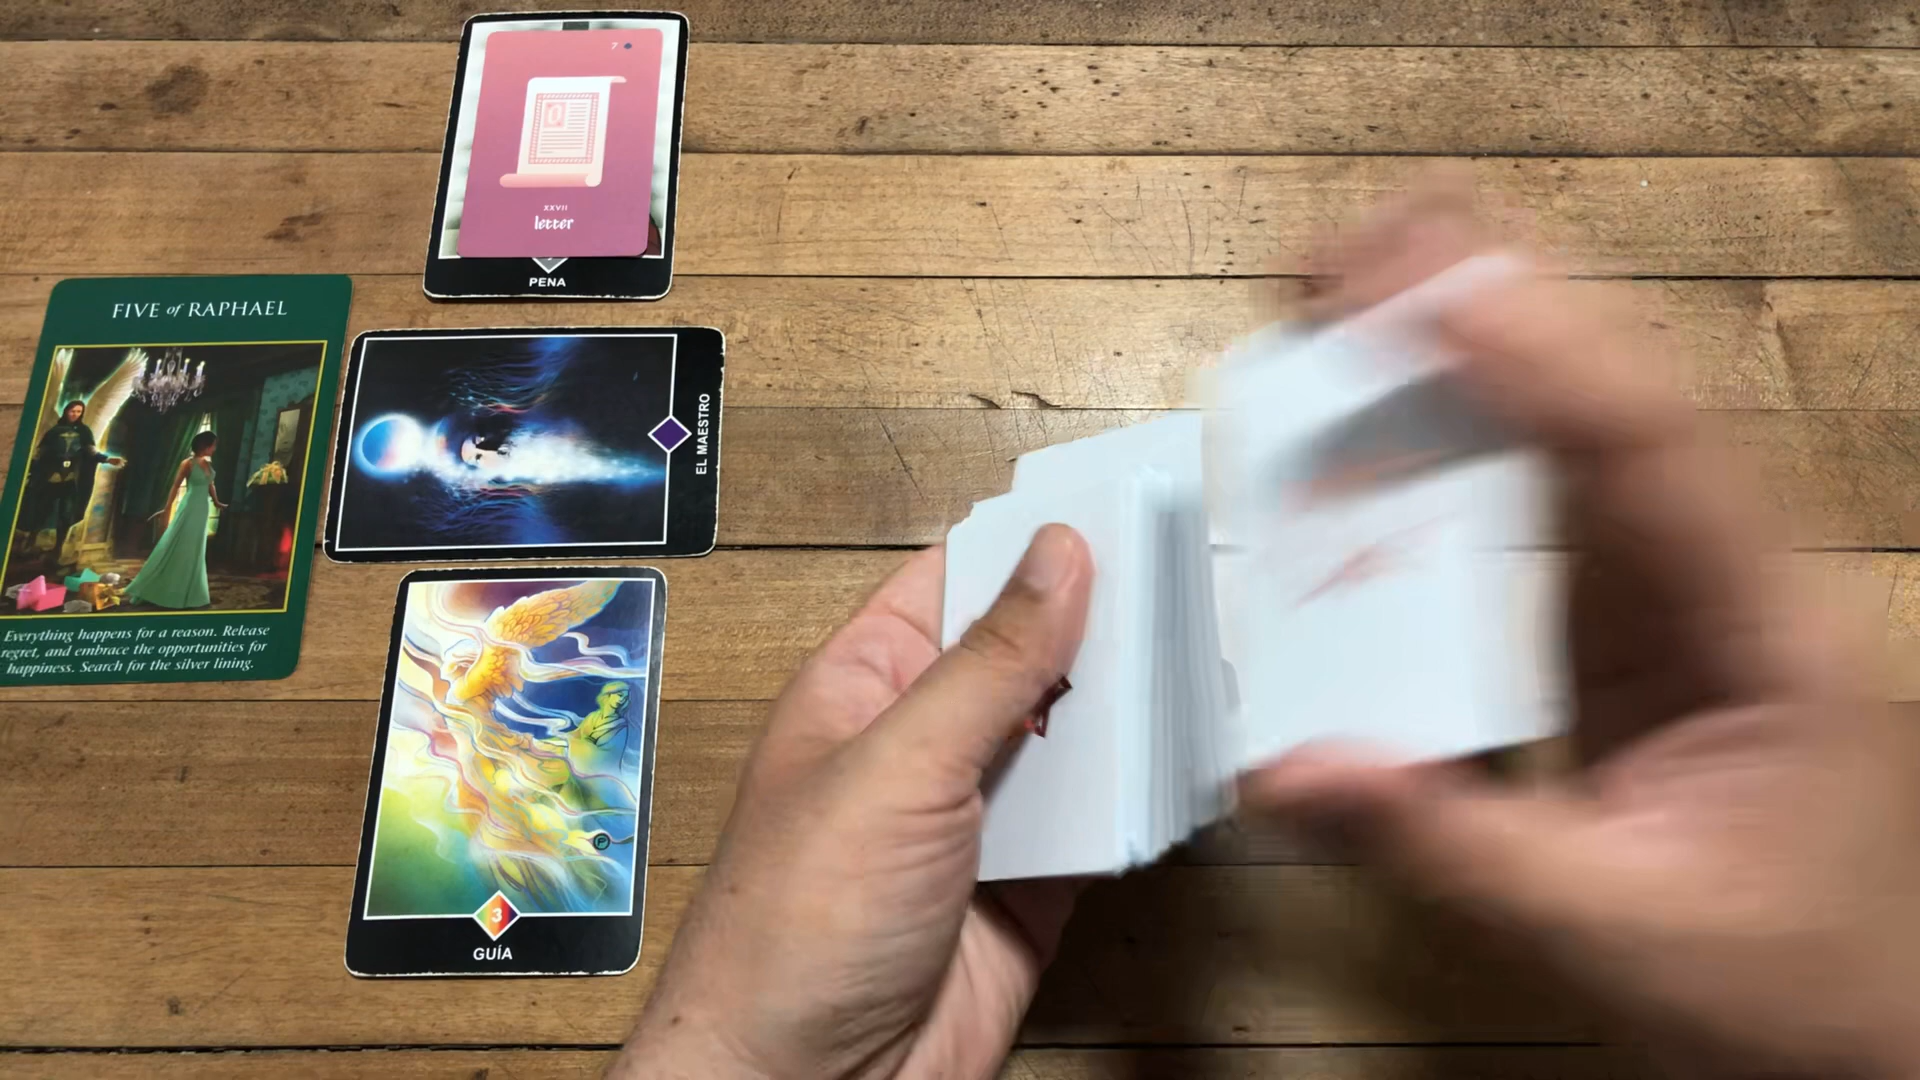 7
XXVII
letter
PENA
FIVE of RAPHAEL
Everything happens for a reason. Release
regret, and embrace the opportunities for
happiness. Search for the silver lining.
EL MAESTRO
3
GUÍA